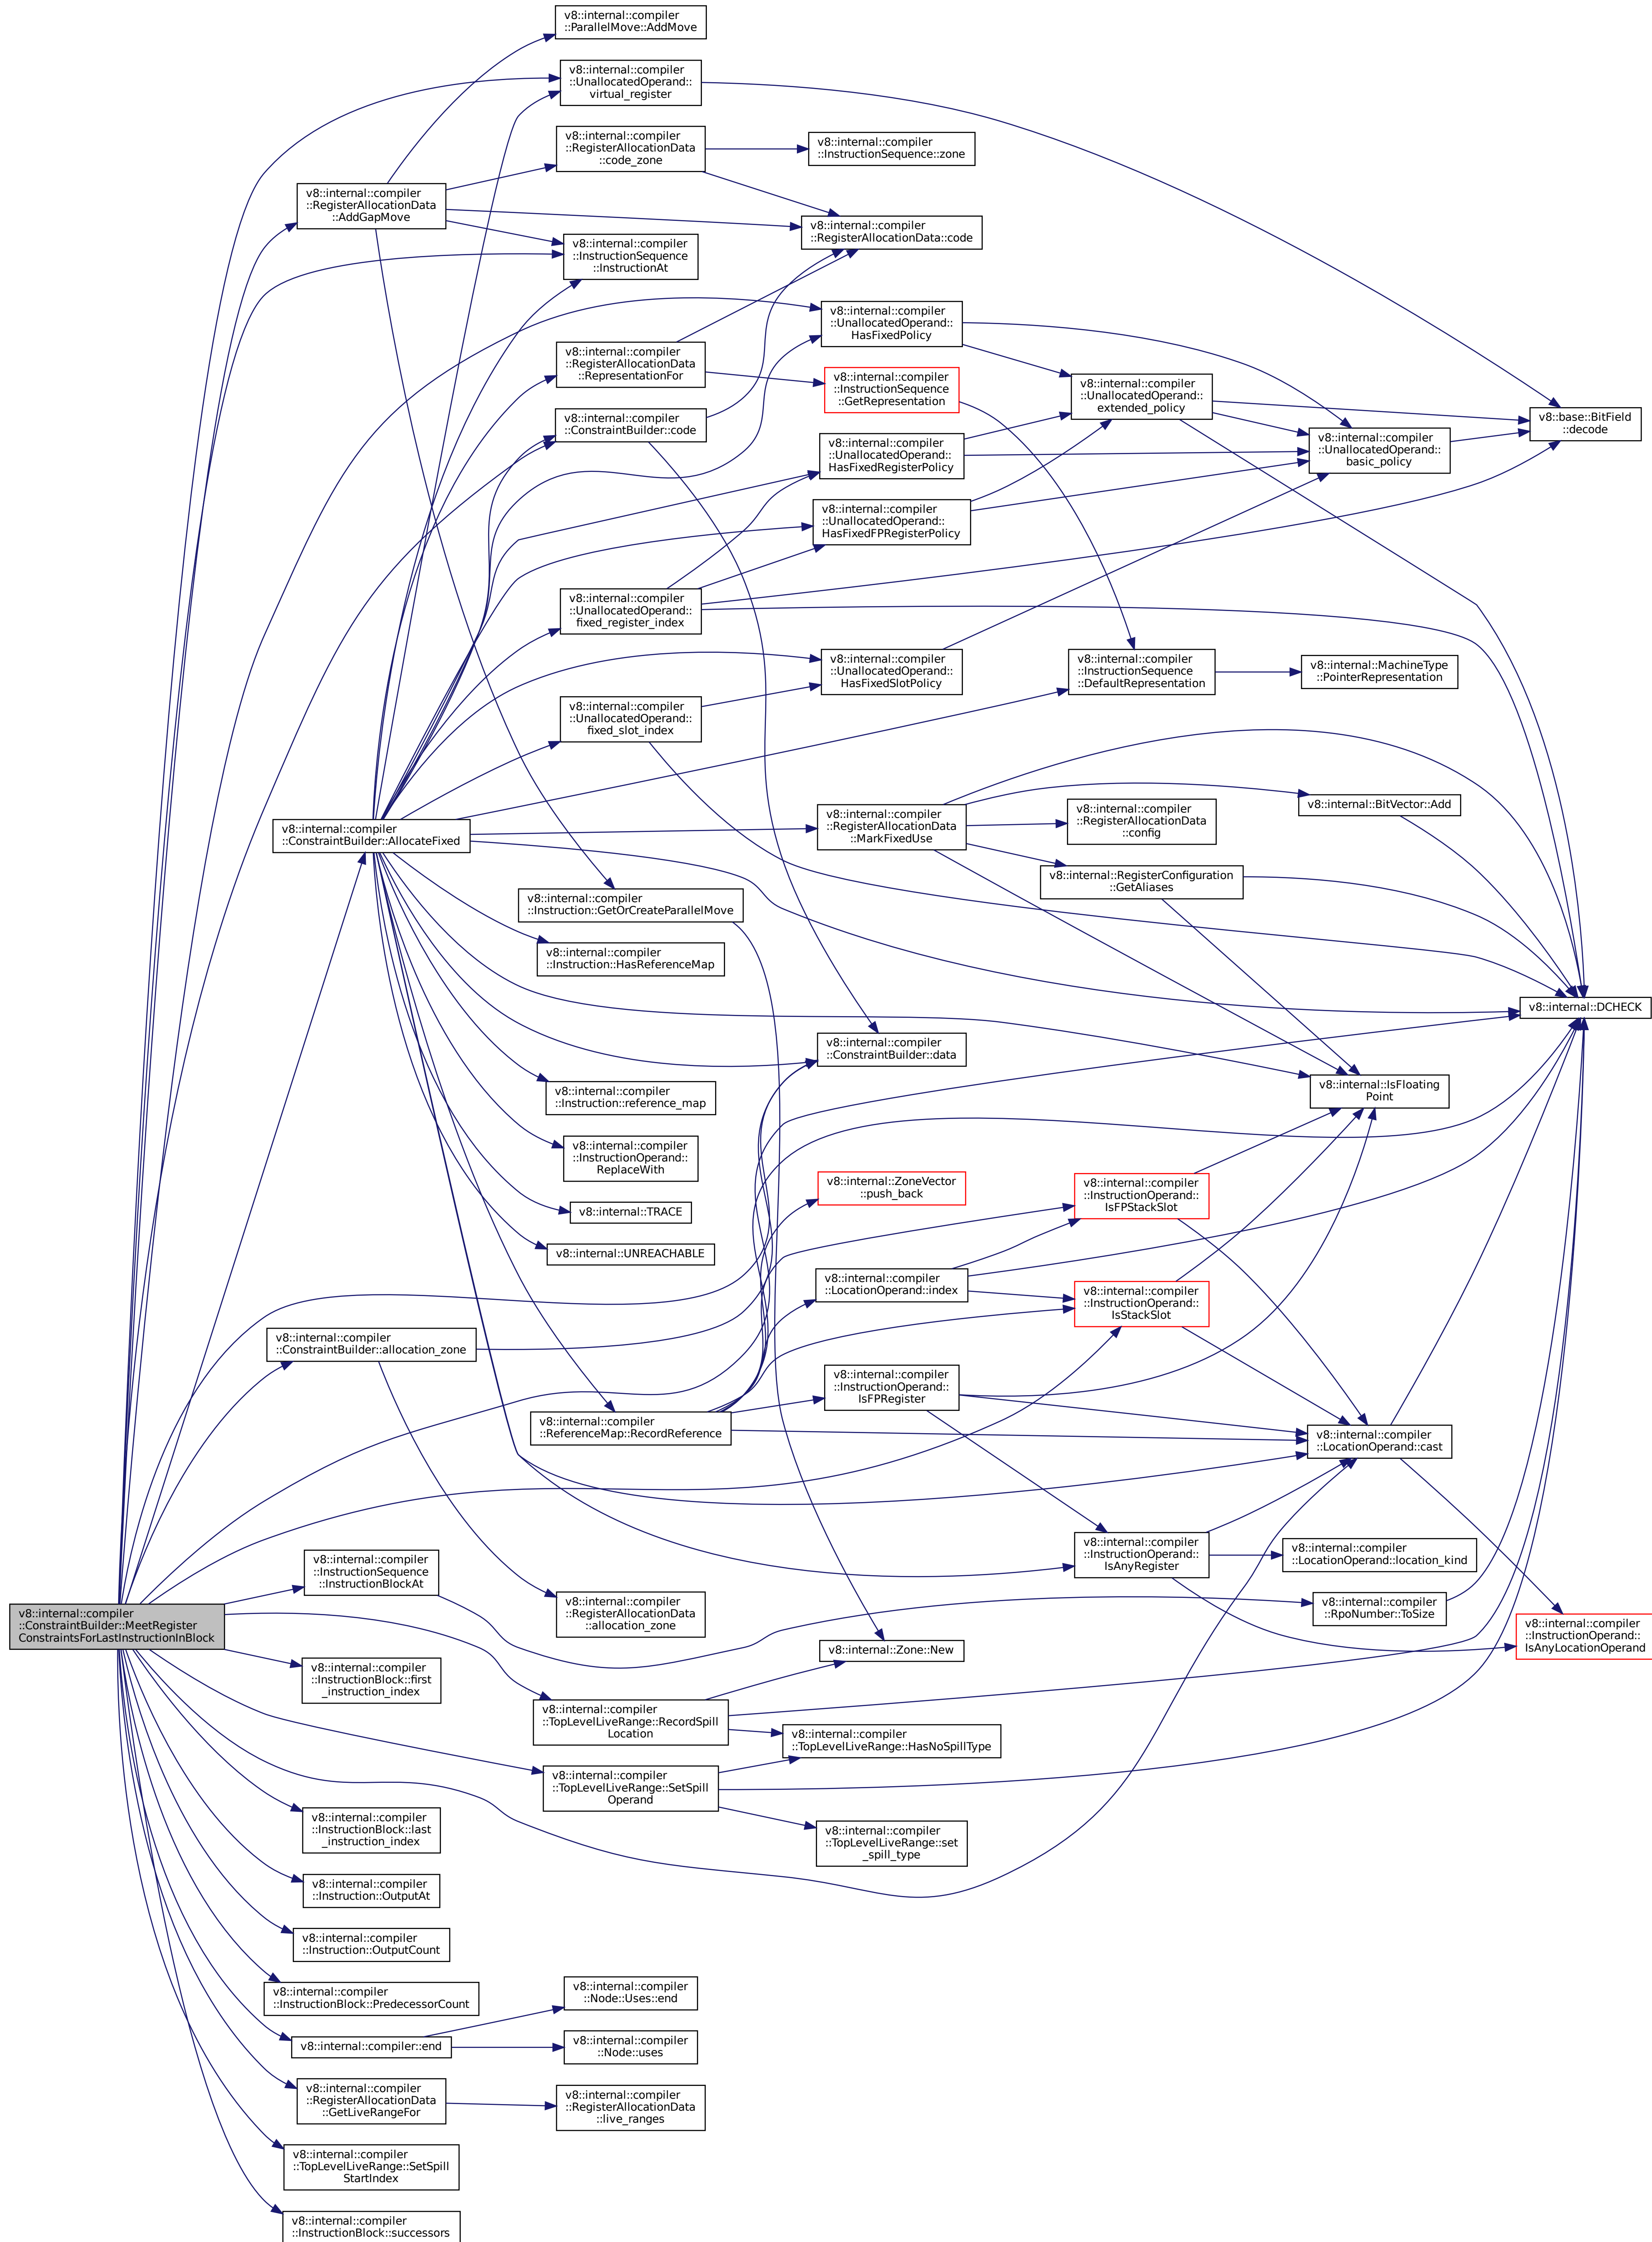 v8::internal::compiler
::ParallelMove::AddMove
v8::internal::compiler
::UnallocatedOperand::
virtual_register
v8::internal::compiler
::RegisterAllocationData
::code_zone
v8::internal::compiler
::InstructionSequence::zone
v8::internal::compiler
::RegisterAllocationData
::AddGapMove
v8::internal::compiler
::RegisterAllocationData::code
v8::internal::compiler
::InstructionSequence
::InstructionAt
v8::internal::compiler
::UnallocatedOperand::
HasFixedPolicy
v8::internal::compiler
::RegisterAllocationData
::RepresentationFor
v8::internal::compiler
::InstructionSequence
::GetRepresentation
v8::internal::compiler
::UnallocatedOperand::
extended_policy
v8::base::BitField
::decode
v8::internal::compiler
::ConstraintBuilder::code
v8::internal::compiler
::UnallocatedOperand::
basic_policy
v8::internal::compiler
::UnallocatedOperand::
HasFixedRegisterPolicy
v8::internal::compiler
::UnallocatedOperand::
HasFixedFPRegisterPolicy
v8::internal::compiler
::UnallocatedOperand::
fixed_register_index
v8::internal::compiler
::UnallocatedOperand::
HasFixedSlotPolicy
v8::internal::compiler
::InstructionSequence
::DefaultRepresentation
v8::internal::MachineType
::PointerRepresentation
v8::internal::compiler
::UnallocatedOperand::
fixed_slot_index
v8::internal::BitVector::Add
v8::internal::compiler
::RegisterAllocationData
::config
v8::internal::compiler
::RegisterAllocationData
::MarkFixedUse
v8::internal::compiler
::ConstraintBuilder::AllocateFixed
v8::internal::RegisterConfiguration
::GetAliases
v8::internal::compiler
::Instruction::GetOrCreateParallelMove
v8::internal::compiler
::Instruction::HasReferenceMap
v8::internal::DCHECK
v8::internal::compiler
::ConstraintBuilder::data
v8::internal::IsFloating
Point
v8::internal::compiler
::Instruction::reference_map
v8::internal::compiler
::InstructionOperand::
ReplaceWith
v8::internal::ZoneVector
::push_back
v8::internal::compiler
::InstructionOperand::
IsFPStackSlot
v8::internal::TRACE
v8::internal::UNREACHABLE
v8::internal::compiler
::LocationOperand::index
v8::internal::compiler
::InstructionOperand::
IsStackSlot
v8::internal::compiler
::ConstraintBuilder::allocation_zone
v8::internal::compiler
::InstructionOperand::
IsFPRegister
v8::internal::compiler
::ReferenceMap::RecordReference
v8::internal::compiler
::LocationOperand::cast
v8::internal::compiler
::InstructionOperand::
IsAnyRegister
v8::internal::compiler
::LocationOperand::location_kind
v8::internal::compiler
::InstructionSequence
::InstructionBlockAt
v8::internal::compiler
::RegisterAllocationData
::allocation_zone
v8::internal::compiler
::RpoNumber::ToSize
v8::internal::compiler
::ConstraintBuilder::MeetRegister
ConstraintsForLastInstructionInBlock
v8::internal::compiler
::InstructionOperand::
IsAnyLocationOperand
v8::internal::Zone::New
v8::internal::compiler
::InstructionBlock::first
_instruction_index
v8::internal::compiler
::TopLevelLiveRange::RecordSpill
Location
v8::internal::compiler
::TopLevelLiveRange::HasNoSpillType
v8::internal::compiler
::TopLevelLiveRange::SetSpill
Operand
v8::internal::compiler
::InstructionBlock::last
_instruction_index
v8::internal::compiler
::TopLevelLiveRange::set
_spill_type
v8::internal::compiler
::Instruction::OutputAt
v8::internal::compiler
::Instruction::OutputCount
v8::internal::compiler
::InstructionBlock::PredecessorCount
v8::internal::compiler
::Node::Uses::end
v8::internal::compiler::end
v8::internal::compiler
::Node::uses
v8::internal::compiler
::RegisterAllocationData
::GetLiveRangeFor
v8::internal::compiler
::RegisterAllocationData
::live_ranges
v8::internal::compiler
::TopLevelLiveRange::SetSpill
StartIndex
v8::internal::compiler
::InstructionBlock::successors